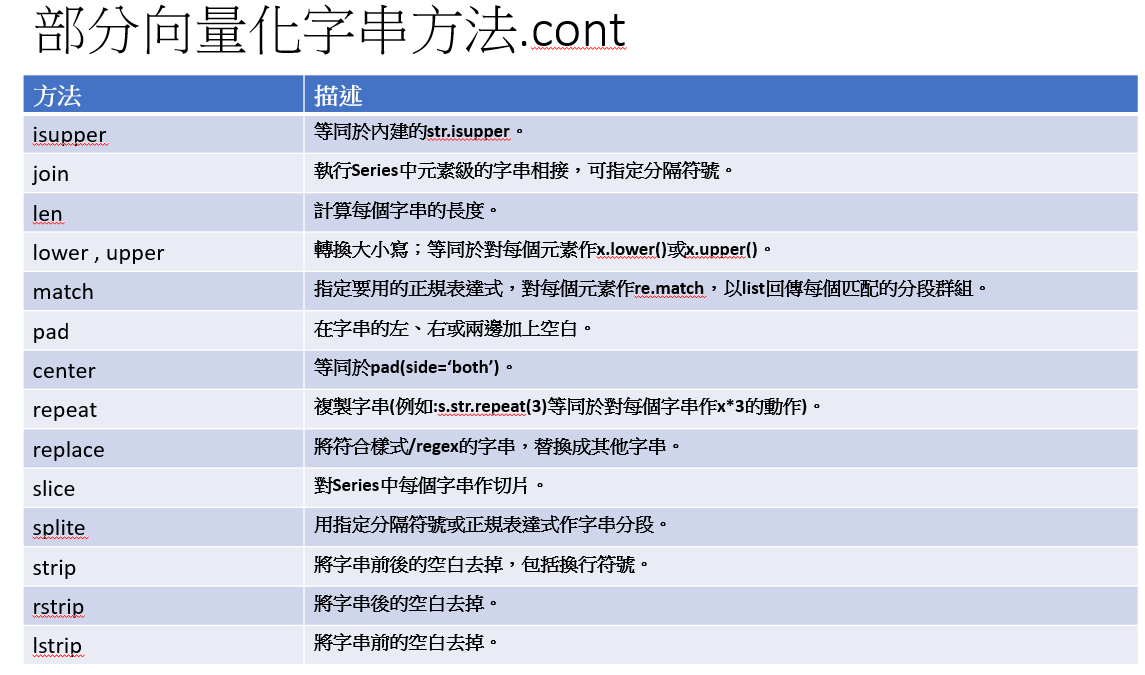 部分向量化字串方法.cont
方法 描述
isupper 等同於內建的str.isupper。
join 執行Series中元素級的字串相接，可指定分隔符號。
len 計算每個字串的長度。
lower , upper 轉換大小寫；等同於對每個元素作x.lower()或x.upper()。
match 指定要用的正規表達式，對每個元素作re.match，以list回傳每個匹配的分段群組。
pad 在字串的左、右或兩邊加上空白。
center 等同於pad(side=‘both’)。
repeat 複製字串(例如:s.str.repeat(3)等同於對每個字串作x*3的動作)。
replace 將符合樣式/regex的字串，替換成其他字串。
slice 對Series中每個字串作切片。
splite 用指定分隔符號或正規表達式作字串分段。
strip 將字串前後的空白去掉，包括換行符號。
rstrip 將字串後的空白去掉。
lstrip 將字串前的空白去掉。